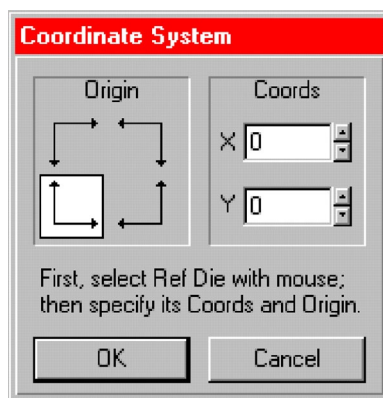 Coordinate System
Origin
Coords
X 0
Y 0
First, select Ref Die with mouse;
then specify its Coords and Origin.
OK
Cancel